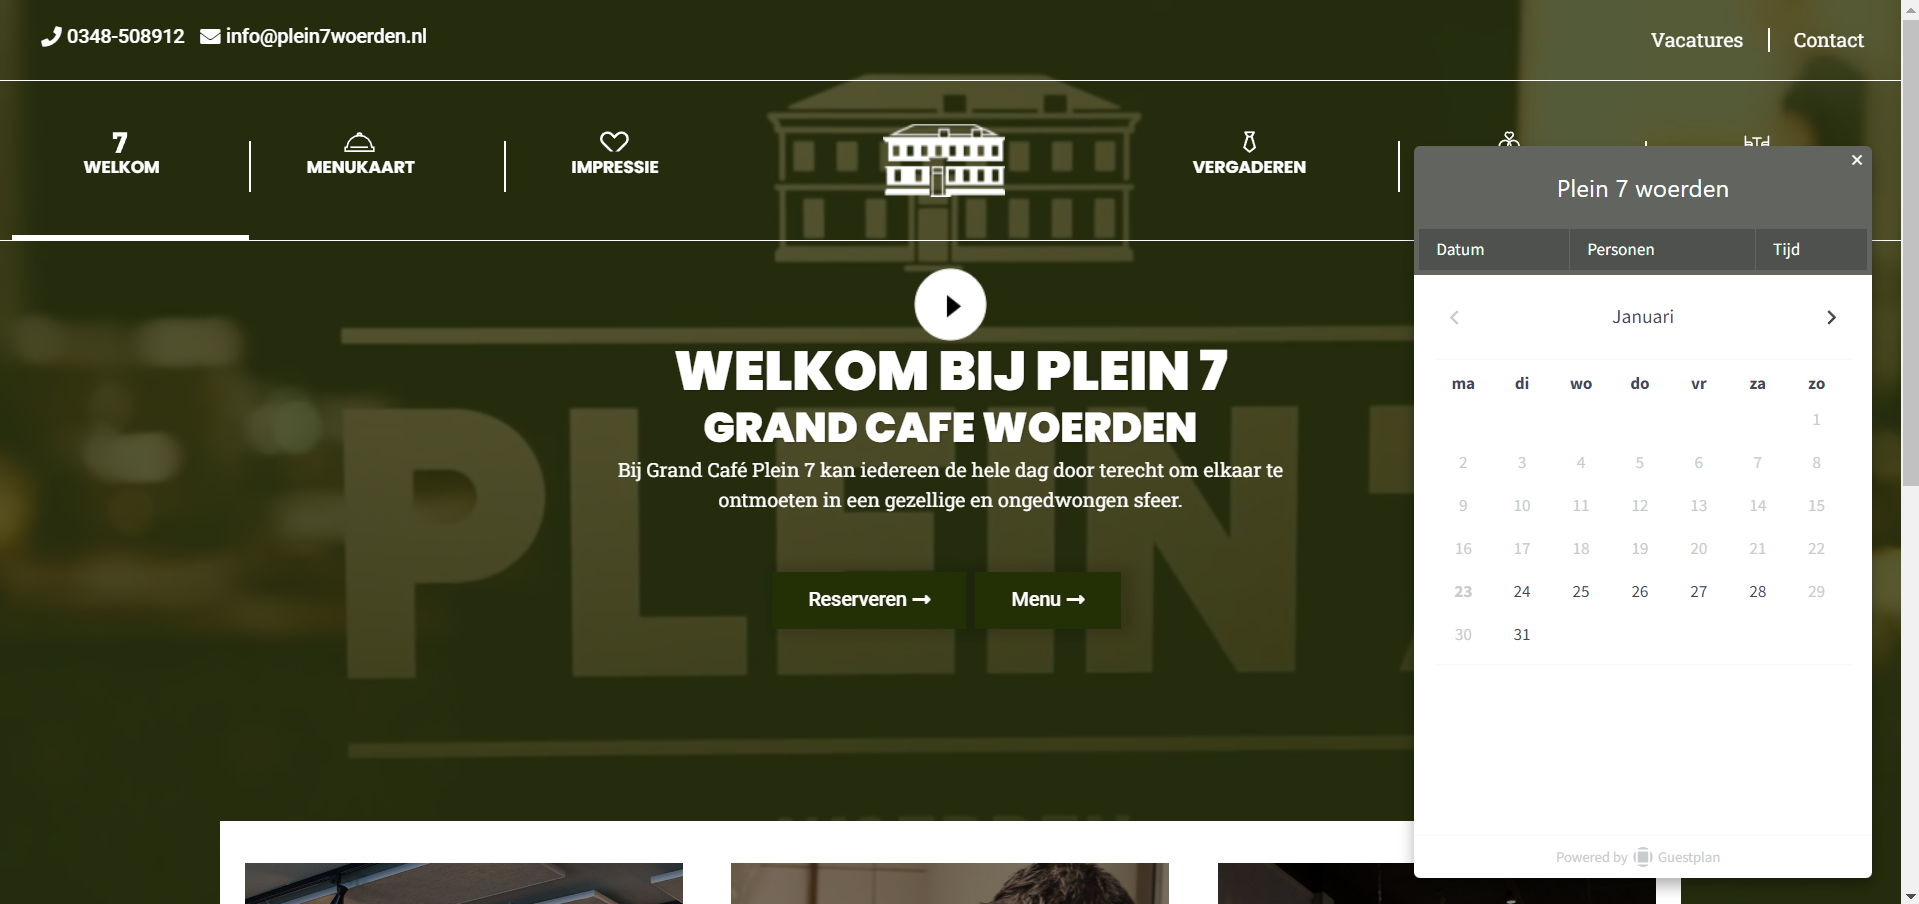 0348-508912 info@plein7woerden.nl
Vacatures Contact
7
WELKOM
MENUKAART
IMPRESSIE
VERGADEREN
WELKOM BIJ PLEIN 7
GRAND CAFE WOERDEN
Bij Grand Café Plein 7 kan iedereen de hele dag door terecht om elkaar te
ontmoeten in een gezellige en ongedwongen sfeer.
Reserveren
Menu
PLEIN 7
Plein 7 woerden
Datum Personen Tijd
Januari
ma di wo do vr za zo
1
2 3 4 5 6 7 8
9 10 11 12 13 14 15
16 17 18 19 20 21 22
23 24 25 26 27 28 29
30 31
Powered by Guestplan